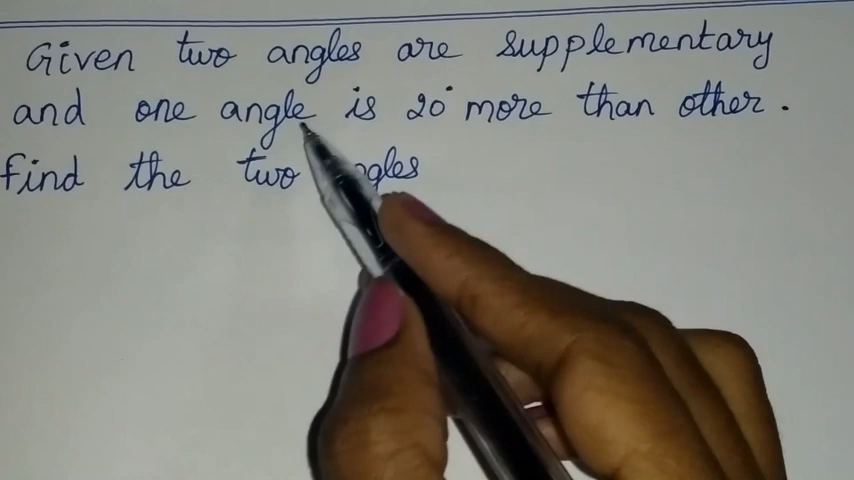 Given two angles are supplementary
and one angle is 20° more than other.
find the two